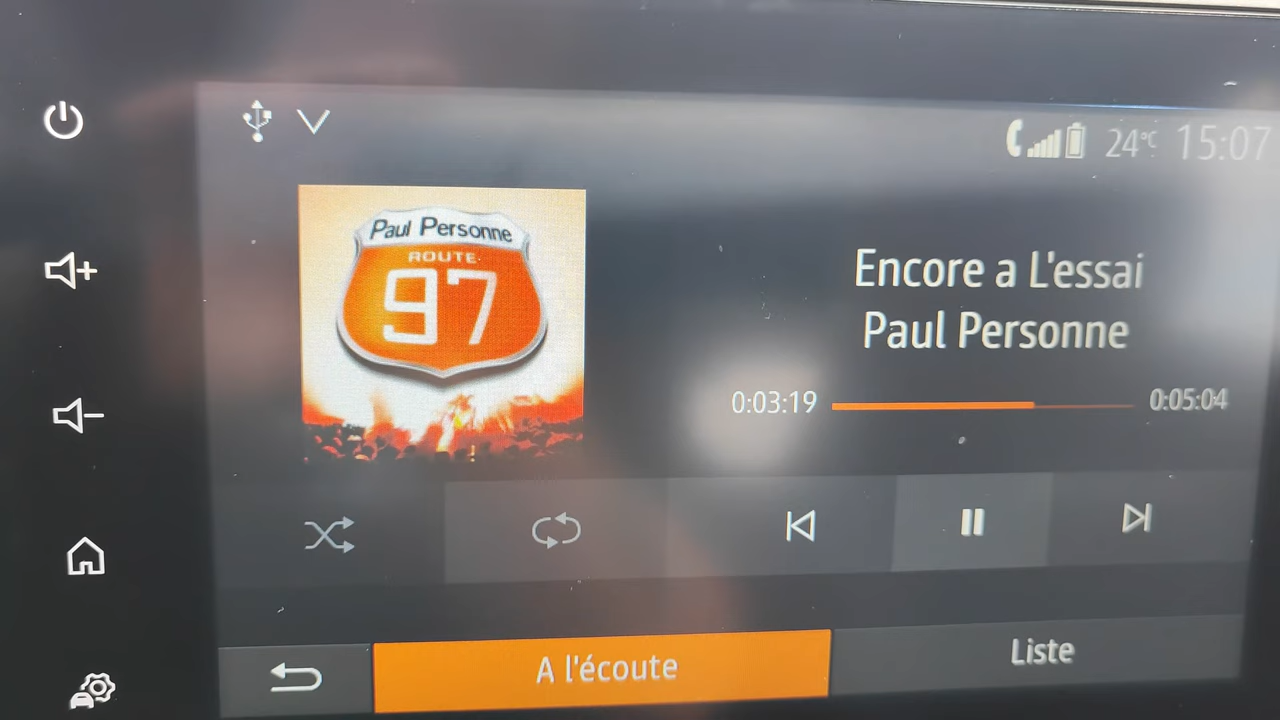 24°C 15:07
Paul Personne
ROUTE
97
Encore a L'essai
Paul Personne
0:03:19 0:05:04
A l'écoute
Liste